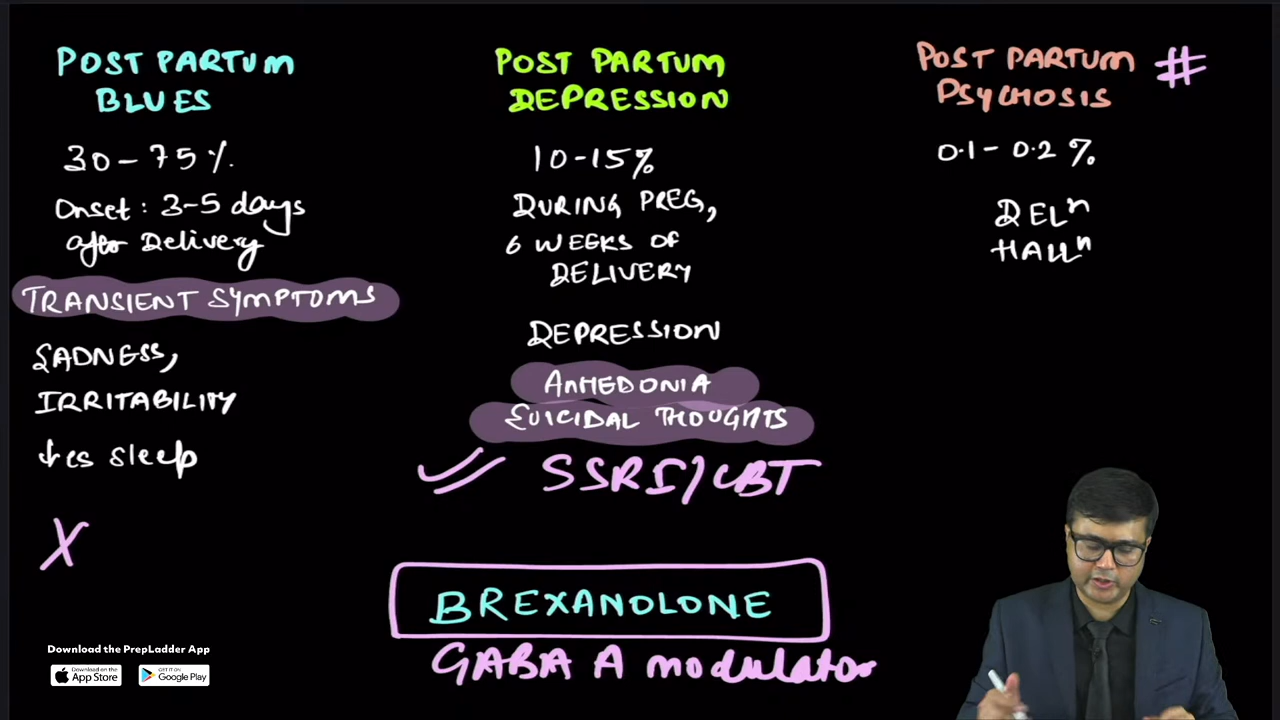 POST PARTUM
BLUES
30-75%.
Onset: 3-5 days
after Delivery
TRANSIENT SYMPTOMS
SADNESS,
IRRITABILITY
↓es sleep
X
POST PARTUM
DEPRESSION
10-15%
DURING PREG,
6 WEEKS OF
DELIVERY
DEPRESSION
ANHEDONIA
SUICIDAL THOUGHTS
SSRI/CBT
BREXANOLONE
GABA A modulator
POST PARTUM #
PSYCHOSIS
0.1-0.2%
DELⁿ
HALLⁿ
Download the PrepLadder App
Download on the
App Store
GET IT ON
Google Play